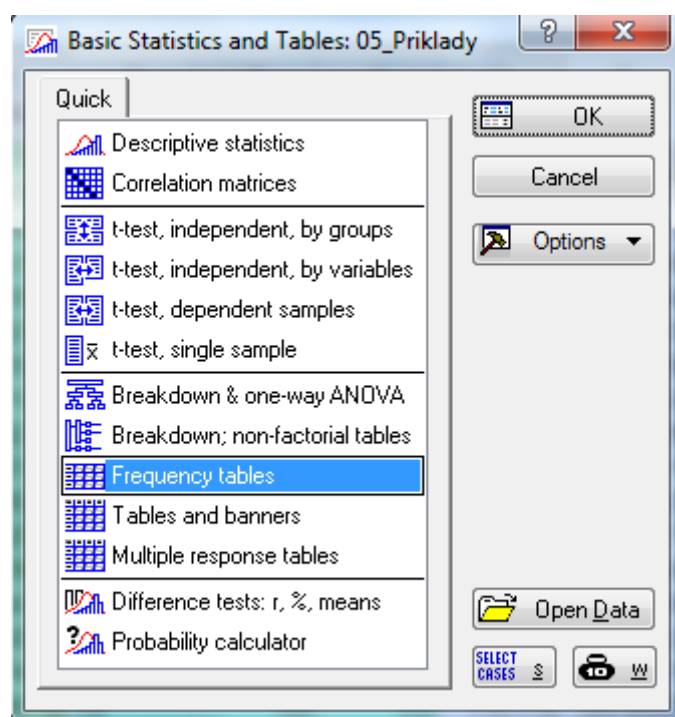 Basic Statistics and Tables: 05_Priklady
?
Quick
Descriptive statistics
Correlation matrices
t-test, independent, by groups
t-test, independent, by variables
t-test, dependent samples
x t-test, single sample
Breakdown & one-way ANOVA
Breakdown; non-factorial tables
Frequency tables
Tables and banners
Multiple response tables
Difference tests: r, %, means
? Probability calculator
OK
Cancel
Options
Open Data
SELECT
CASES S
W